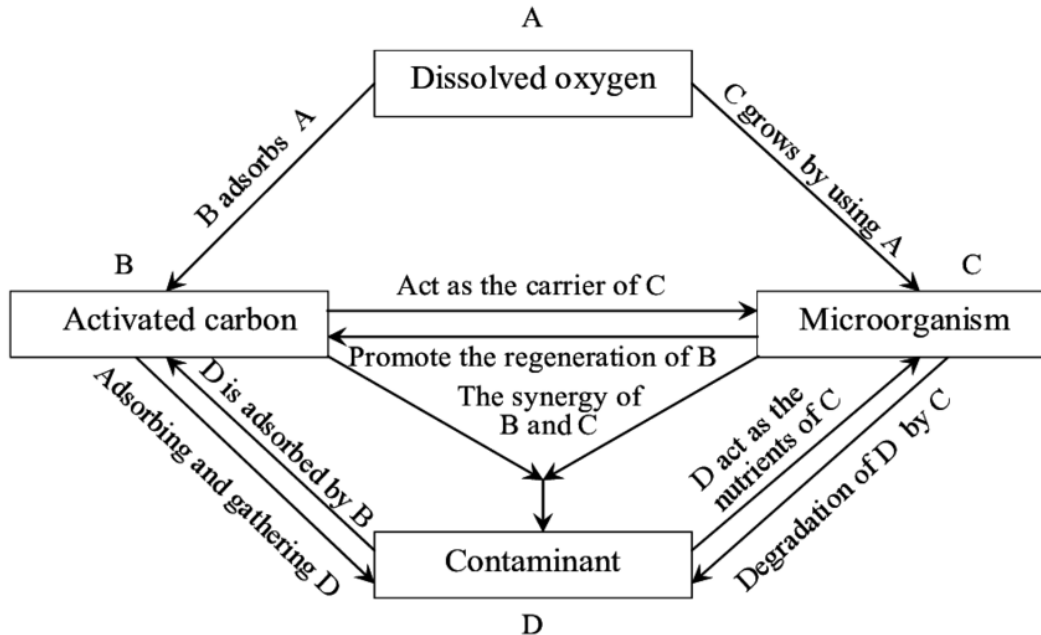 A
Dissolved oxygen
B adsorbs A
C grows by using A
B
C
Activated carbon
Act as the carrier of C
Microorganism
Promote the regeneration of B
The synergy of
B and C
Adsorbing and gathering D
D is adsorbed by B
D act as the
nutrients of C
Degradation of D by C
Contaminant
D